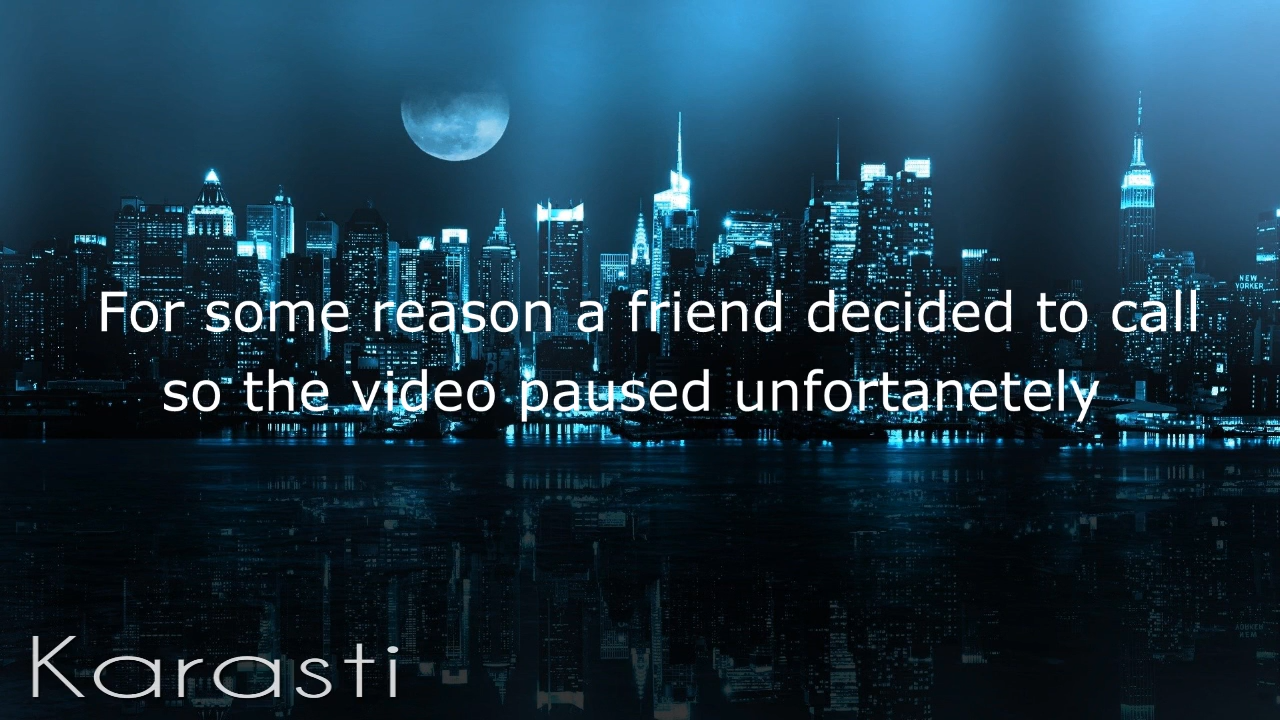 NEW
YORKER
For some reason a friend decided to call
so the video paused unfortanetely
Karasti